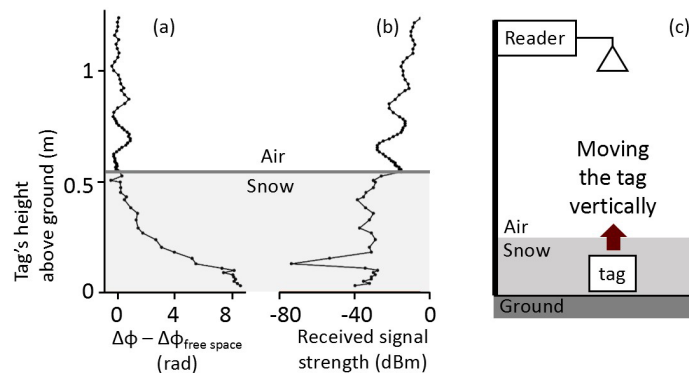 (a)
(b)
(c)
Tag's height
above ground (m)
1
0.5
0
Air
Snow
0
4
8
-80
-40
0
Δϕ – Δϕfree space
(rad)
Received signal
strength (dBm)
Reader
Moving
the tag
vertically
Air
Snow
tag
Ground